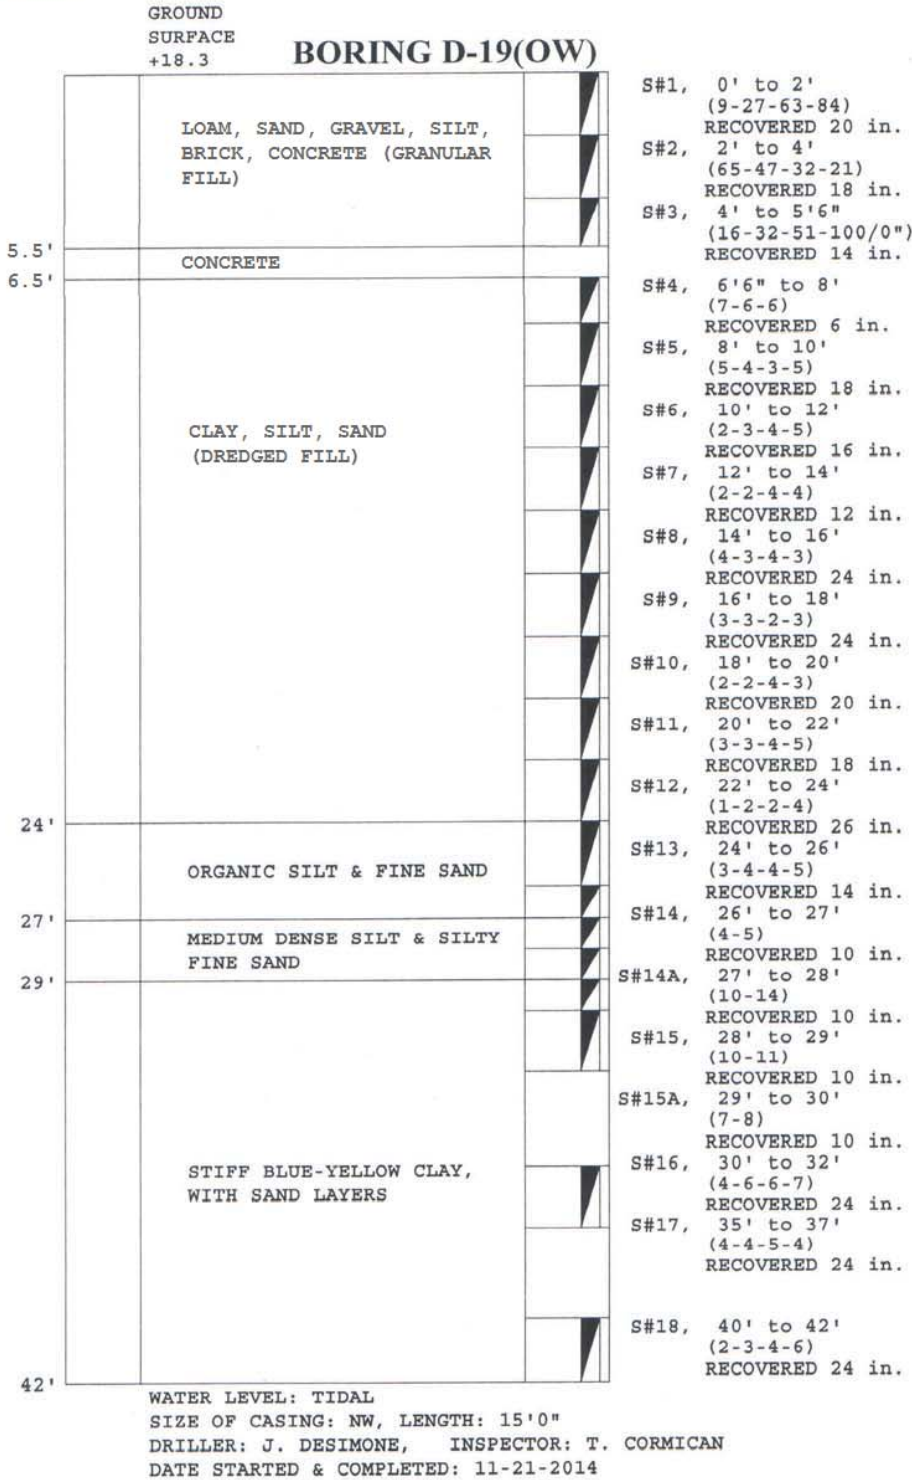 GROUND
SURFACE
+18.3
BORING D-19(OW)
LOAM, SAND, GRAVEL, SILT,
BRICK, CONCRETE (GRANULAR
FILL)
5.5'
CONCRETE
6.5'
CLAY, SILT, SAND
(DREDGED FILL)
24'
ORGANIC SILT & FINE SAND
27'
MEDIUM DENSE SILT & SILTY
FINE SAND
29'
STIFF BLUE-YELLOW CLAY,
WITH SAND LAYERS
42'
S#1, 0' to 2'
(9-27-63-84)
RECOVERED 20 in.
S#2, 2' to 4'
(65-47-32-21)
RECOVERED 18 in.
S#3, 4' to 5'6"
(16-32-51-100/0")
RECOVERED 14 in.
S#4, 6'6" to 8'
(7-6-6)
RECOVERED 6 in.
S#5, 8' to 10'
(5-4-3-5)
RECOVERED 18 in.
S#6, 10' to 12'
(2-3-4-5)
RECOVERED 16 in.
S#7, 12' to 14'
(2-2-4-4)
RECOVERED 12 in.
S#8, 14' to 16'
(4-3-4-3)
RECOVERED 24 in.
S#9, 16' to 18'
(3-3-2-3)
RECOVERED 24 in.
S#10, 18' to 20'
(2-2-4-3)
RECOVERED 20 in.
S#11, 20' to 22'
(3-3-4-5)
RECOVERED 18 in.
S#12, 22' to 24'
(1-2-2-4)
RECOVERED 26 in.
S#13, 24' to 26'
(3-4-4-5)
RECOVERED 14 in.
S#14, 26' to 27'
(4-5)
RECOVERED 10 in.
S#14A, 27' to 28'
(10-14)
RECOVERED 10 in.
S#15, 28' to 29'
(10-11)
RECOVERED 10 in.
S#15A, 29' to 30'
(7-8)
RECOVERED 10 in.
S#16, 30' to 32'
(4-6-6-7)
RECOVERED 24 in.
S#17, 35' to 37'
(4-4-5-4)
RECOVERED 24 in.
S#18, 40' to 42'
(2-3-4-6)
RECOVERED 24 in.
WATER LEVEL: TIDAL
SIZE OF CASING: NW, LENGTH: 15'0"
DRILLER: J. DESIMONE, INSPECTOR: T. CORMICAN
DATE STARTED & COMPLETED: 11-21-2014